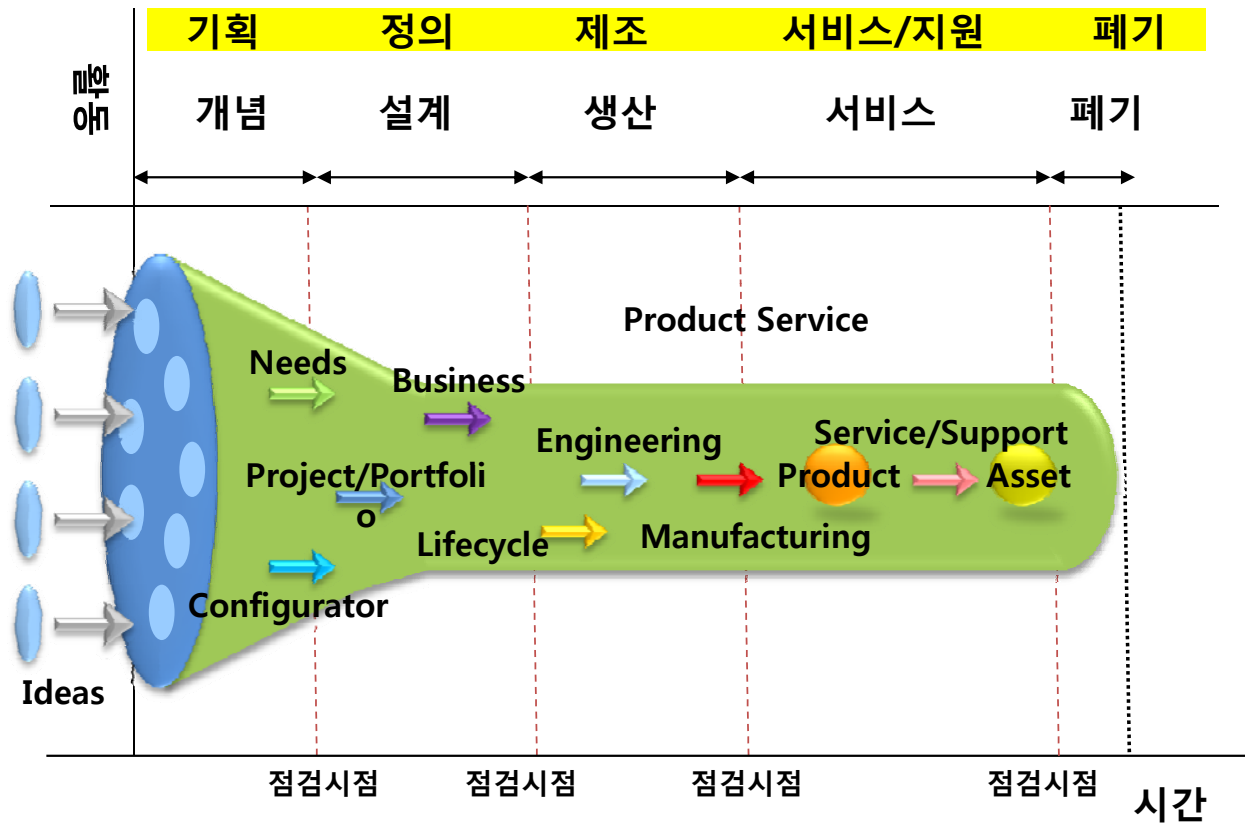 기획 정의 제조 서비스/지원 폐기
활동
개념 설계 생산 서비스 폐기
Product Service
Needs
Business
Engineering
Service/Support
Project/Portfoli
o
Product
Asset
Lifecycle
Manufacturing
Configurator
Ideas
점검시점 점검시점 점검시점 점검시점
시간